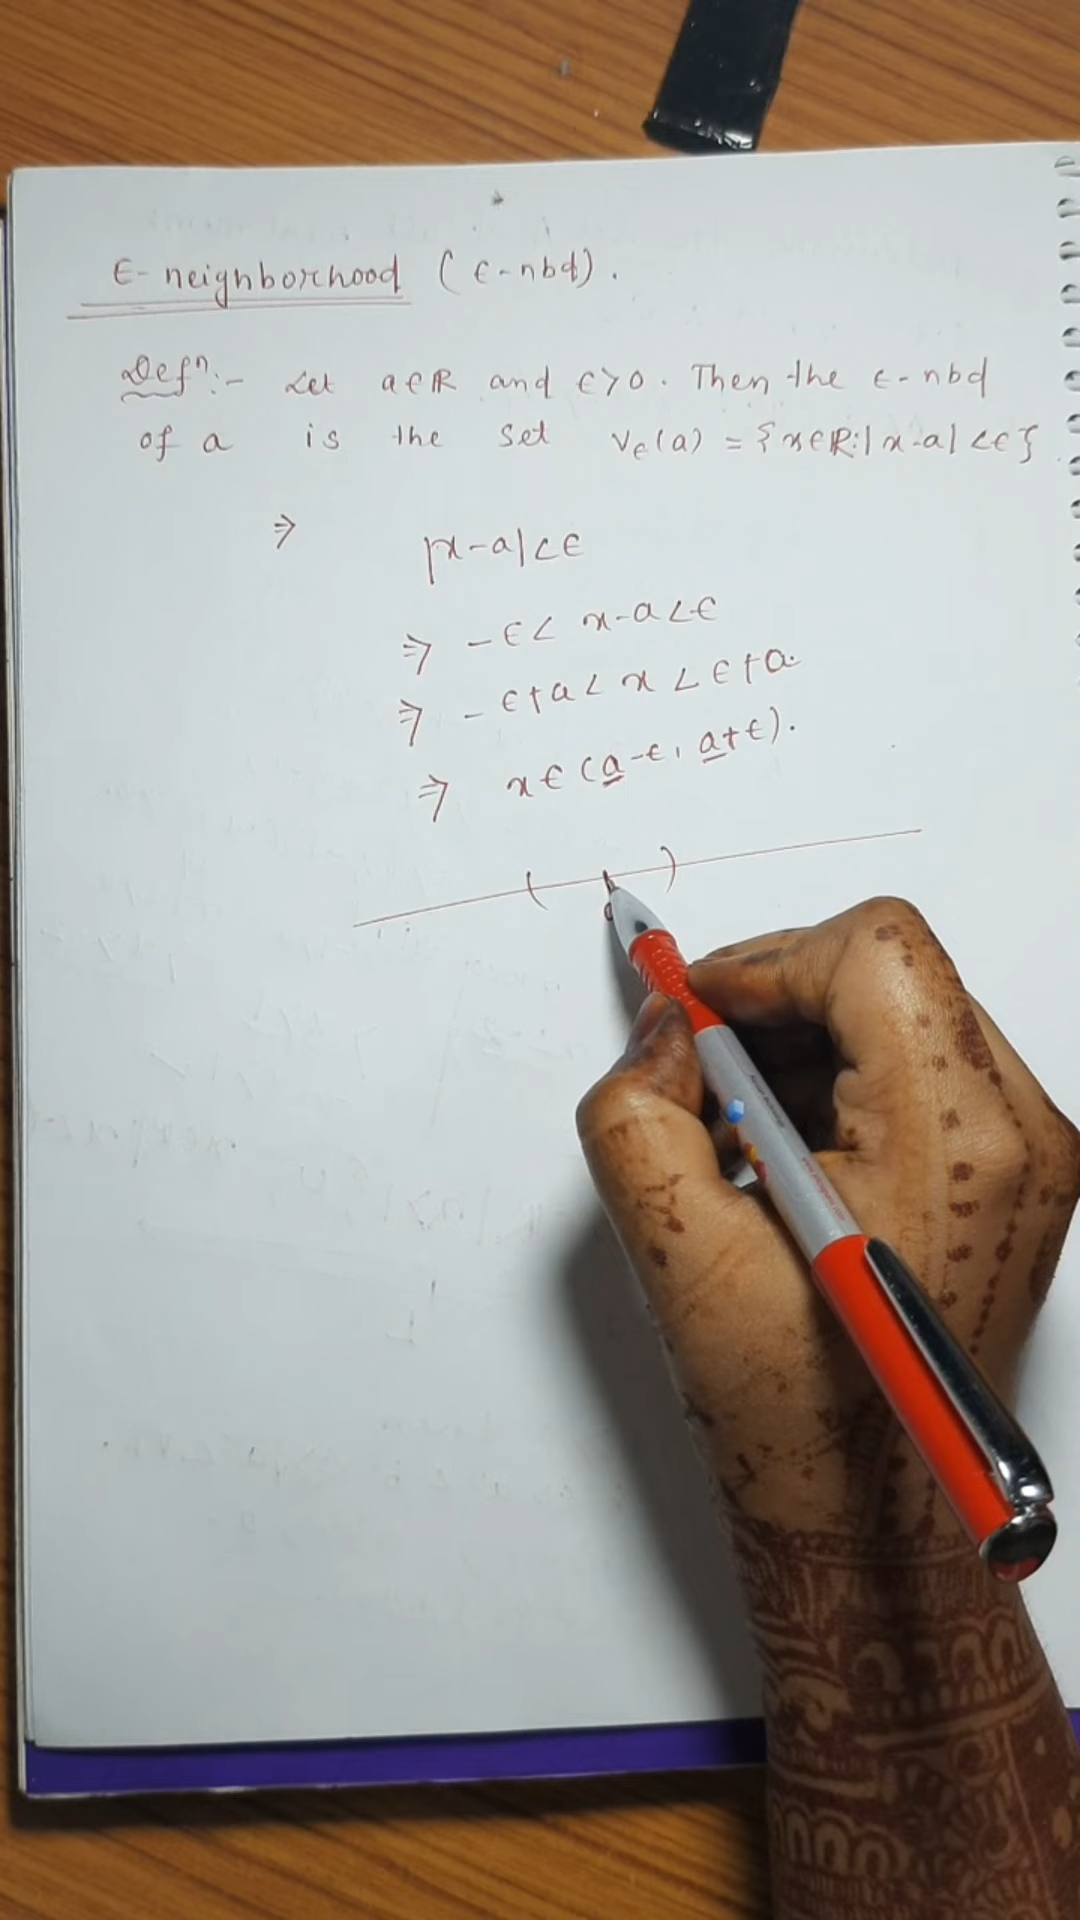 ϵ- neighborhood (ϵ-nbd).
Defⁿ:- Let a∈ℝ and ϵ>0. Then the ϵ-nbd
of a is the set Vϵ(a) = {x∈ℝ:|x-a|<ϵ}.
⇒ |x-a|<ϵ
⇒ -ϵ< x-a<ϵ
⇒ -ϵ+a< x <ϵ+a.
⇒ x∈(a-ϵ, a+ϵ).
( )